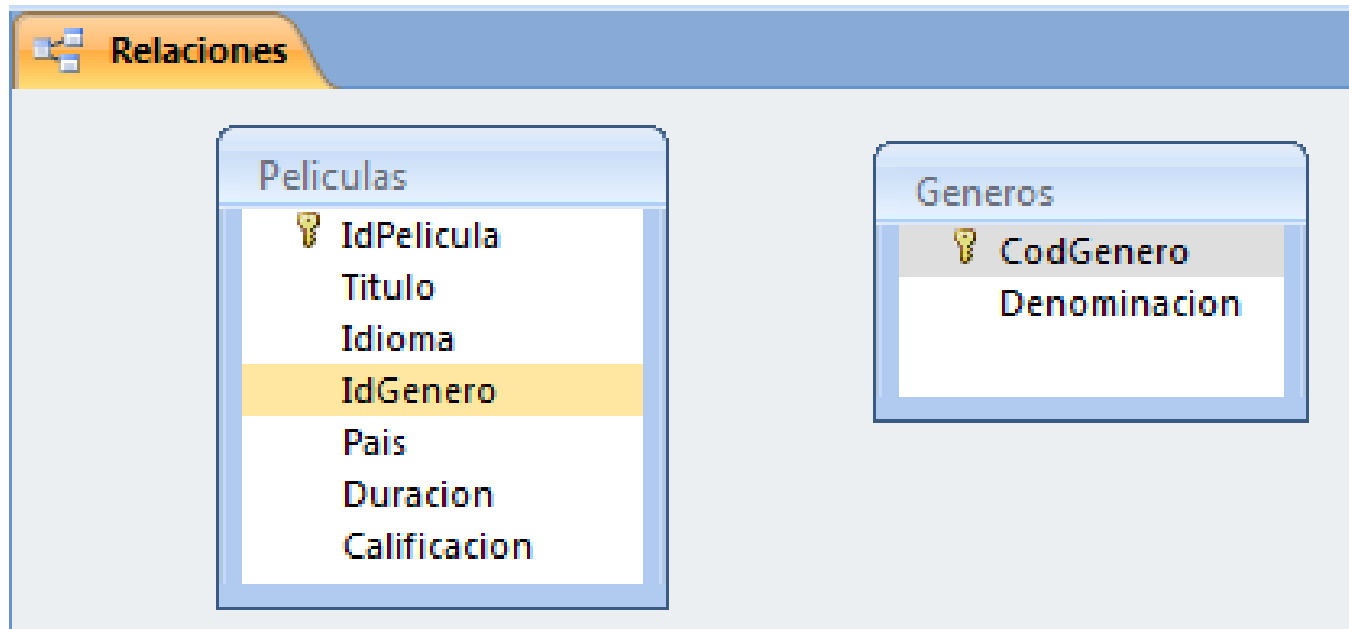 Relaciones
Peliculas
IdPelicula
Titulo
Idioma
IdGenero
Pais
Duracion
Calificacion
Generos
CodGenero
Denominacion